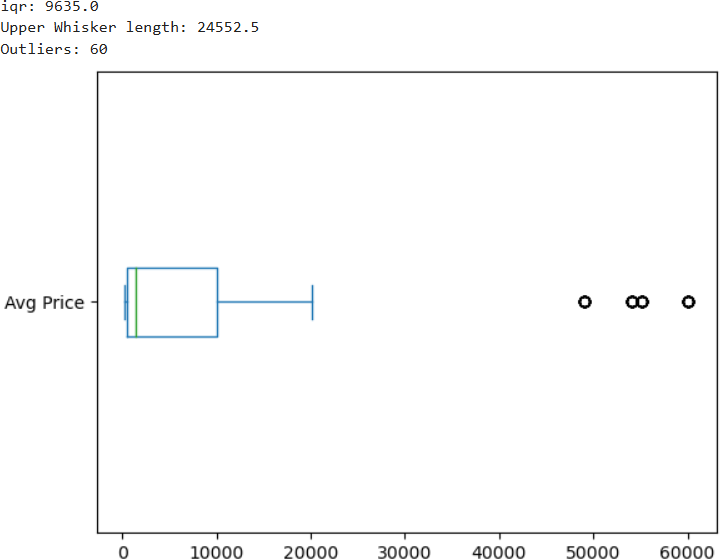 iqr: 9635.0
Upper Whisker length: 24552.5
Outliers: 60
Avg Price
0 10000 20000 30000 40000 50000 60000